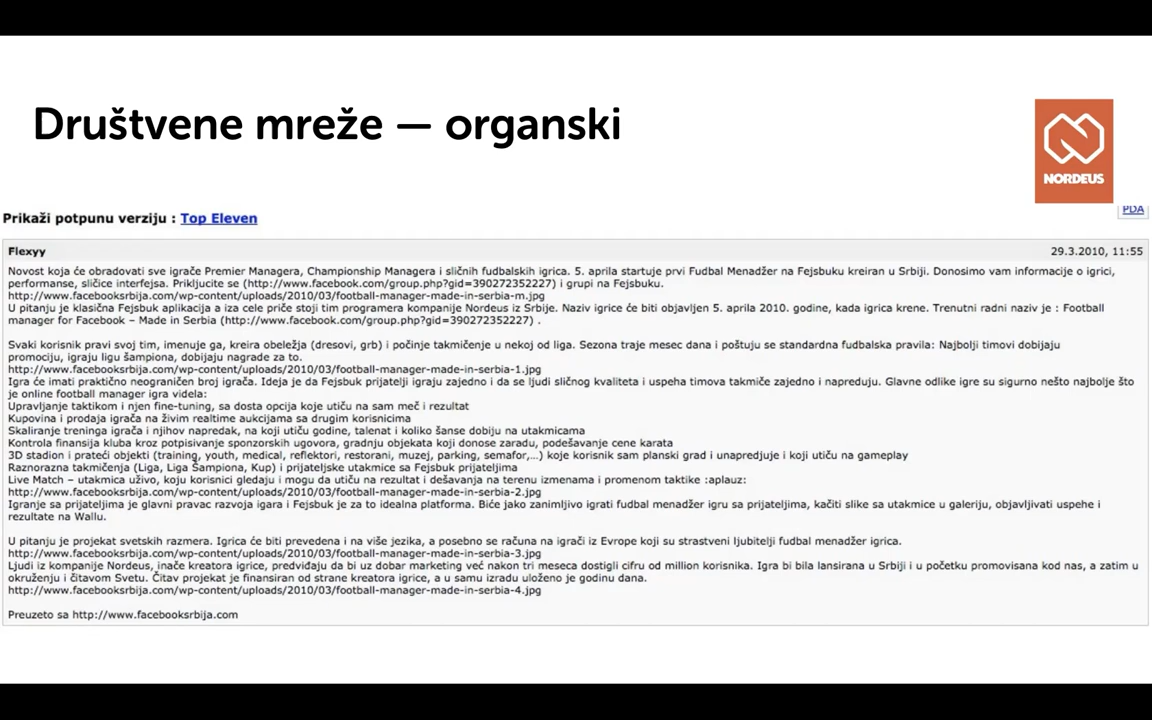 Društvene mreže — organski
NORDEUS
PDA
Prikaži potpunu verziju : Top Eleven
Flexyy 29.3.2010, 11:55
Novost koja će obradovati sve igrače Premier Managera, Championship Managera i sličnih fudbalskih igrica. 5. aprila startuje prvi Fudbal Menadžer na Fejsbuku kreiran u Srbiji. Donosimo vam informacije o igrici,
performanse, sličice interfejsa. Priključite se (http://www.facebook.com/group.php?gid=390272352227) i grupi na Fejsbuku.
http://www.facebooksrbija.com/wp-content/uploads/2010/03/football-manager-made-in-serbia-m.jpg
U pitanju je klasična Fejsbuk aplikacija a iza cele priče stoji tim programera kompanije Nordeus iz Srbije. Naziv igrice će biti objavljen 5. aprila 2010. godine, kada igrica krene. Trenutni radni naziv je : Football
manager for Facebook – Made in Serbia (http://www.facebook.com/group.php?gid=390272352227) .
Svaki korisnik pravi svoj tim, imenuje ga, kreira obeležja (dresovi, grb) i počinje takmičenje u nekoj od liga. Sezona traje mesec dana i poštuju se standardna fudbalska pravila: Najbolji timovi dobijaju
promociju, igraju ligu šampiona, dobijaju nagrade za to.
http://www.facebooksrbija.com/wp-content/uploads/2010/03/football-manager-made-in-serbia-1.jpg
Igra će imati praktično neograničen broj igrača. Ideja je da Fejsbuk prijatelji igraju zajedno i da se ljudi sličnog kvaliteta i uspeha timova takmiče zajedno i napreduju. Glavne odlike igre su sigurno nešto najbolje što
je online football manager igra videla:
Upravljanje taktikom i njen fine-tuning, sa dosta opcija koje utiču na sam meč i rezultat
Kupovina i prodaja igrača na živim realtime aukcijama sa drugim korisnicima
Skaliranje treninga igrača i njihov napredak, na koji utiču godine, talenat i koliko šanse dobiju na utakmicama
Kontrola finansija kluba kroz potpisivanje sponzorskih ugovora, gradnju objekata koji donose zaradu, podešavanje cene karata
3D stadion i prateći objekti (training, youth, medical, reflektori, restorani, muzej, parking, semafor,...) koje korisnik sam planski grad i unapredjuje i koji utiču na gameplay
Raznorazna takmičenja (Liga, Liga Šampiona, Kup) i prijateljske utakmice sa Fejsbuk prijateljima
Live Match – utakmica uživo, koju korisnici gledaju i mogu da utiču na rezultat i dešavanja na terenu izmenama i promenom taktike :aplauz:
http://www.facebooksrbija.com/wp-content/uploads/2010/03/football-manager-made-in-serbia-2.jpg
Igranje sa prijateljima je glavni pravac razvoja igara i Fejsbuk je za to idealna platforma. Biće jako zanimljivo igrati fudbal menadžer igru sa prijateljima, kačiti slike sa utakmice u galeriju, objavljivati uspehe i
rezultate na Wallu.
U pitanju je projekat svetskih razmera. Igrica će biti prevedena i na više jezika, a posebno se računa na igrači iz Evrope koji su strastveni ljubitelji fudbal menadžer igrica.
http://www.facebooksrbija.com/wp-content/uploads/2010/03/football-manager-made-in-serbia-3.jpg
Ljudi iz kompanije Nordeus, inače kreatora igrice, predviđaju da bi uz dobar marketing već nakon tri meseca dostigli cifru od million korisnika. Igra bi bila lansirana u Srbiji i u početku promovisana kod nas, a zatim u
okruženju i čitavom Svetu. Čitav projekat je finansiran od strane kreatora igrice, a u samu izradu uloženo je godinu dana.
http://www.facebooksrbija.com/wp-content/uploads/2010/03/football-manager-made-in-serbia-4.jpg
Preuzeto sa http://www.facebooksrbija.com